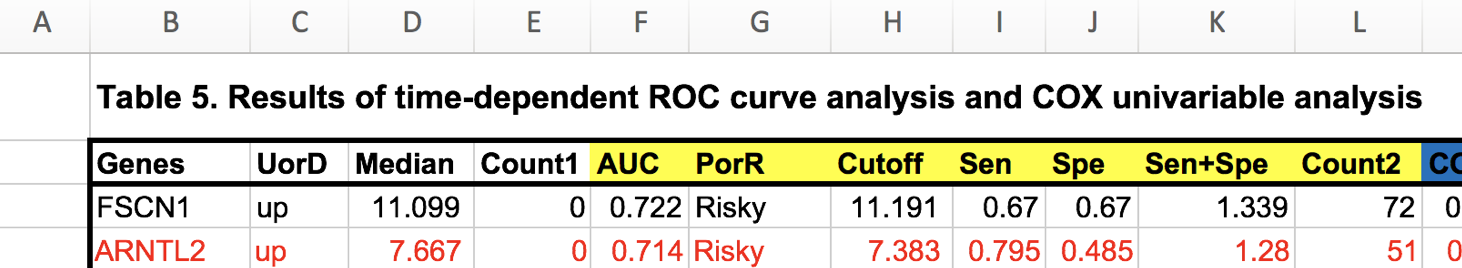 A B C D E F G H I J K L
Table 5. Results of time-dependent ROC curve analysis and COX univariable analysis
Genes UorD Median Count1 AUC PorR Cutoff Sen Spe Sen+Spe Count2
FSCN1 up 11.099 0 0.722 Risky 11.191 0.67 0.67 1.339 72
ARNTL2 up 7.667 0 0.714 Risky 7.383 0.795 0.485 1.28 51